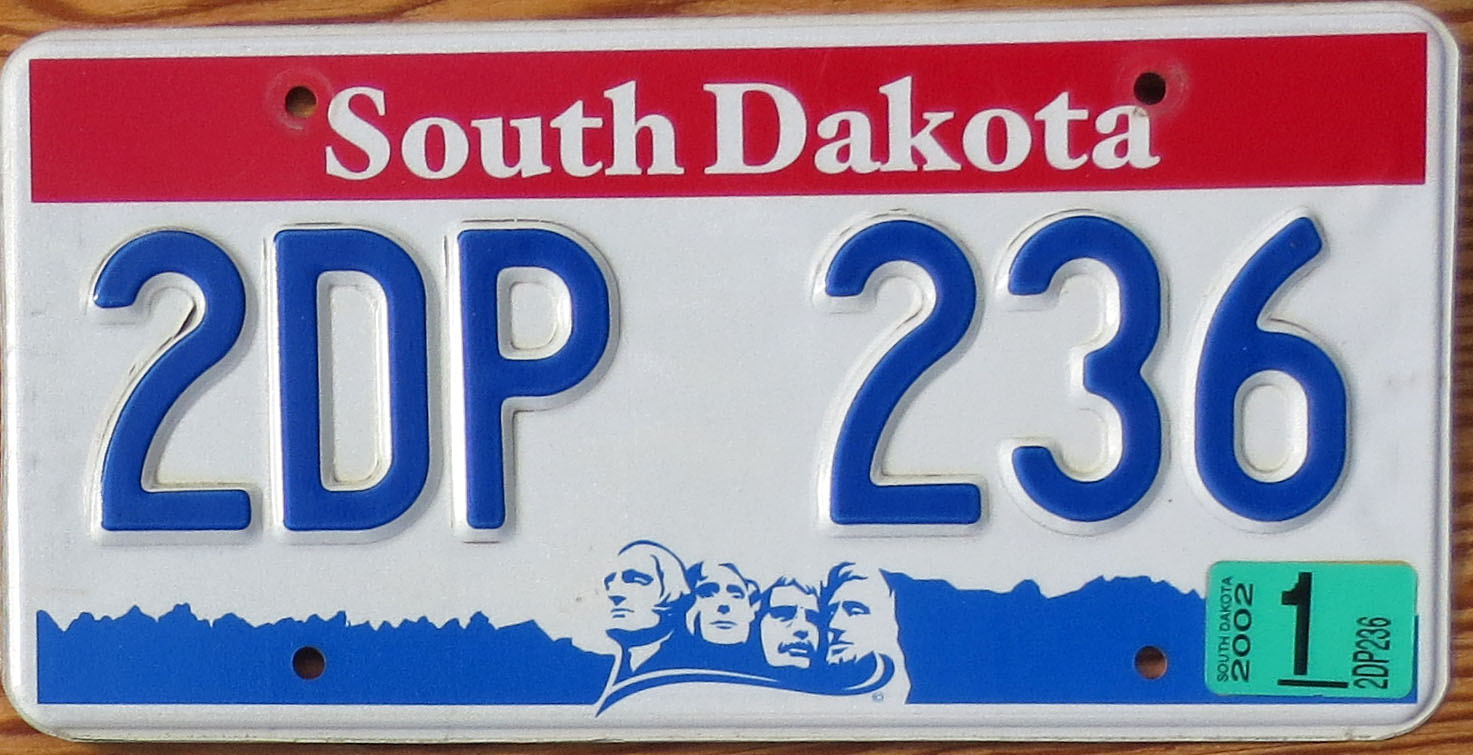 South Dakota
2DP 236
SOUTH DAKOTA
2002
1
2DP236
©